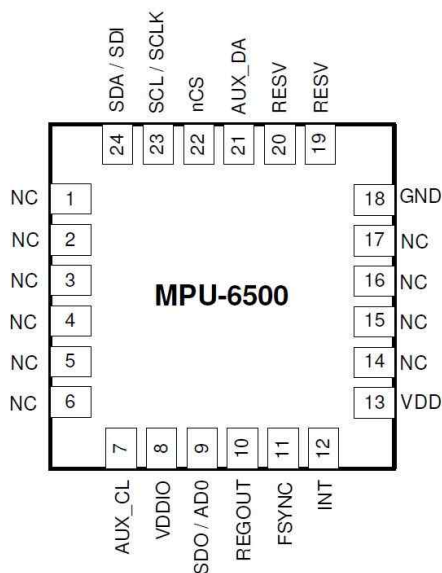 SDA / SDI
SCL / SCLK
nCS
AUX_DA
RESV
RESV
24
23
22
21
20
19
NC 1
18 GND
NC 2
17 NC
NC 3
16 NC
MPU-6500
NC 4
15 NC
NC 5
14 NC
NC 6
13 VDD
7
8
9
10
11
12
AUX_CL
VDDIO
SDO / AD0
REGOUT
FSYNC
INT